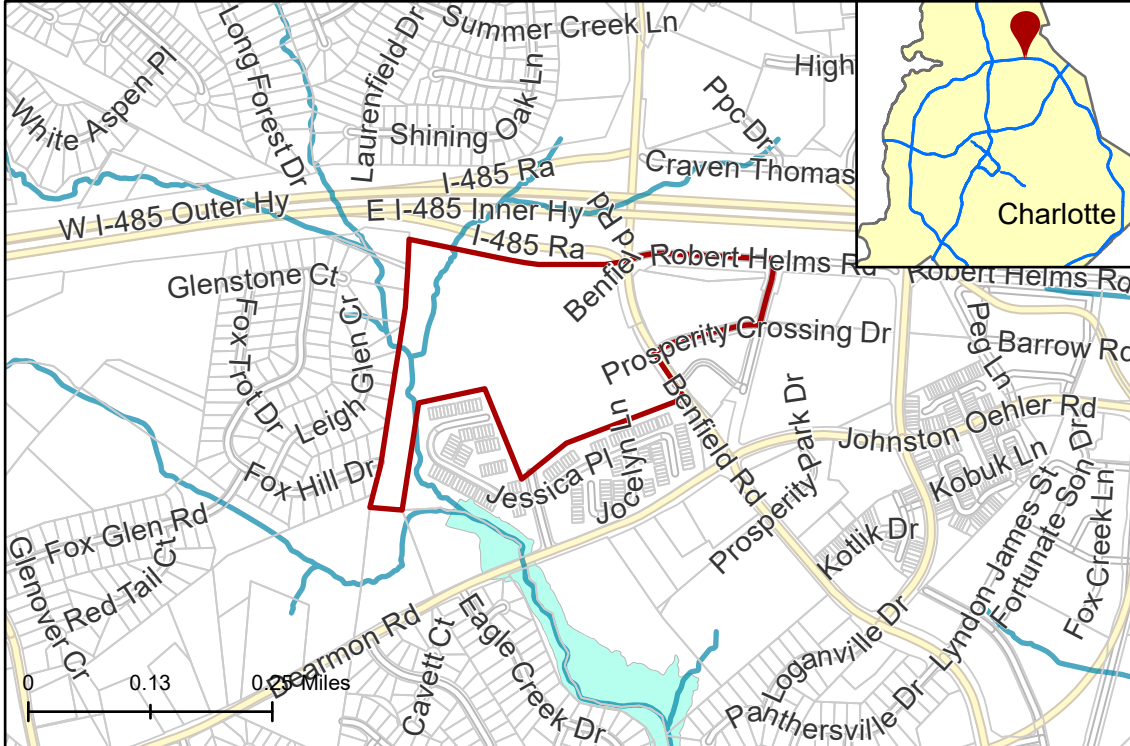 Summer Creek Ln
Long Forest Dr
Laurenfield Dr
High
White Aspen Pl
Shining Oak Ln
Ppc Dr
Craven Thomas
I-485 Ra
W I-485 Outer Hy
E I-485 Inner Hy
I-485 Ra
Charlotte
Benfield Rd
Robert Helms Rd
Robert Helms Rd
Glenstone Ct
Fox Trot Dr
Leigh Glen Cr
Prosperity Crossing Dr
Peg Ln
Barrow Rd
Fox Hill Dr
Jessica Pl
Jocelyn Ln
Benfield Rd
Prosperity Park Dr
Johnston Oehler Rd
Kobuk Ln
Kotlik Dr
Fox Glen Rd
Red Tail Ct
Glenover Cr
Dearmon Rd
Cavett Ct
Eagle Creek Dr
Loganville Dr
Panthersville Dr
Lyndon James St
Fortunate Son Dr
Fox Creek Ln
0 0.13 0.25 Miles